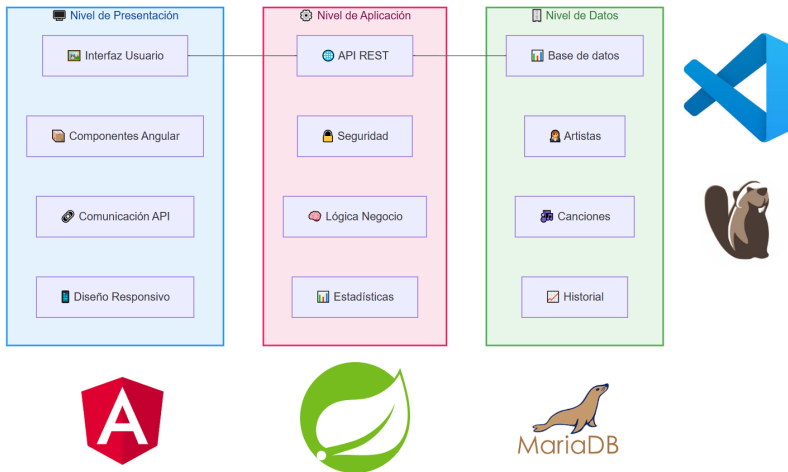 Nivel de Presentación
Interfaz Usuario
Componentes Angular
Comunicación API
Diseño Responsivo
Nivel de Aplicación
API REST
Seguridad
Lógica Negocio
Estadísticas
Nivel de Datos
Base de datos
Artistas
Canciones
Historial
A
MariaDB